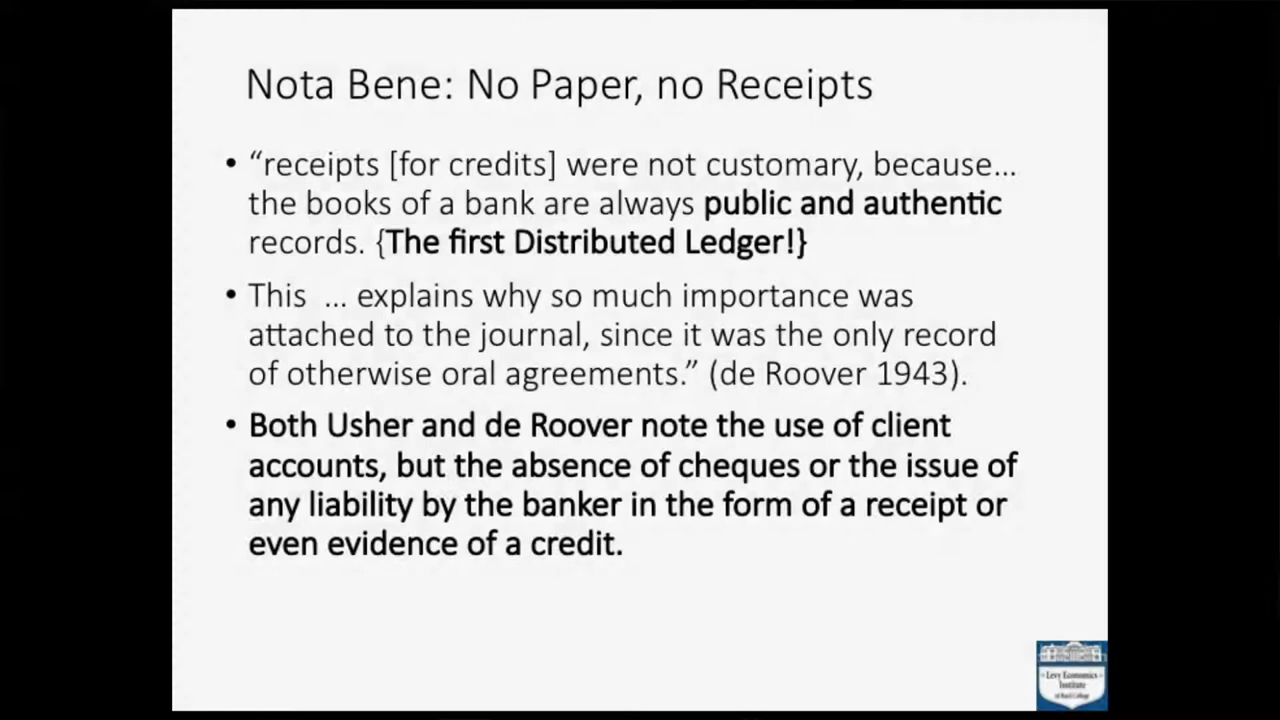 Nota Bene: No Paper, no Receipts
• “receipts [for credits] were not customary, because…
the books of a bank are always public and authentic
records. {The first Distributed Ledger!}
• This … explains why so much importance was
attached to the journal, since it was the only record
of otherwise oral agreements.” (de Roover 1943).
• Both Usher and de Roover note the use of client
accounts, but the absence of cheques or the issue of
any liability by the banker in the form of a receipt or
even evidence of a credit.
Levy Economics
Institute
of Bard College